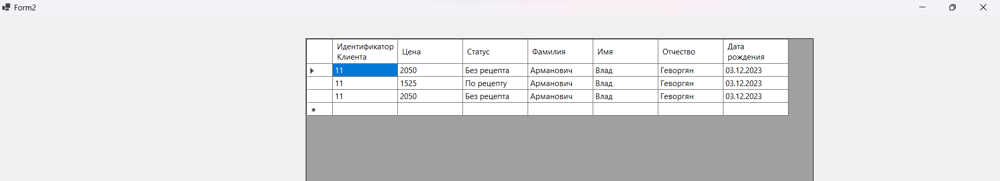 Form2
Идентификатор Клиента Цена Статус Фамилия Имя Отчество Дата рождения
11 2050 Без рецепта Арманович Влад Геворгян 03.12.2023
11 1525 По рецепту Арманович Влад Геворгян 03.12.2023
11 2050 Без рецепта Арманович Влад Геворгян 03.12.2023